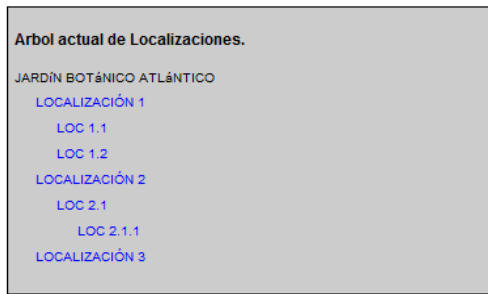 Arbol actual de Localizaciones.
JARDíN BOTáNICO ATLáNTICO
LOCALIZACIÓN 1
LOC 1.1
LOC 1.2
LOCALIZACIÓN 2
LOC 2.1
LOC 2.1.1
LOCALIZACIÓN 3